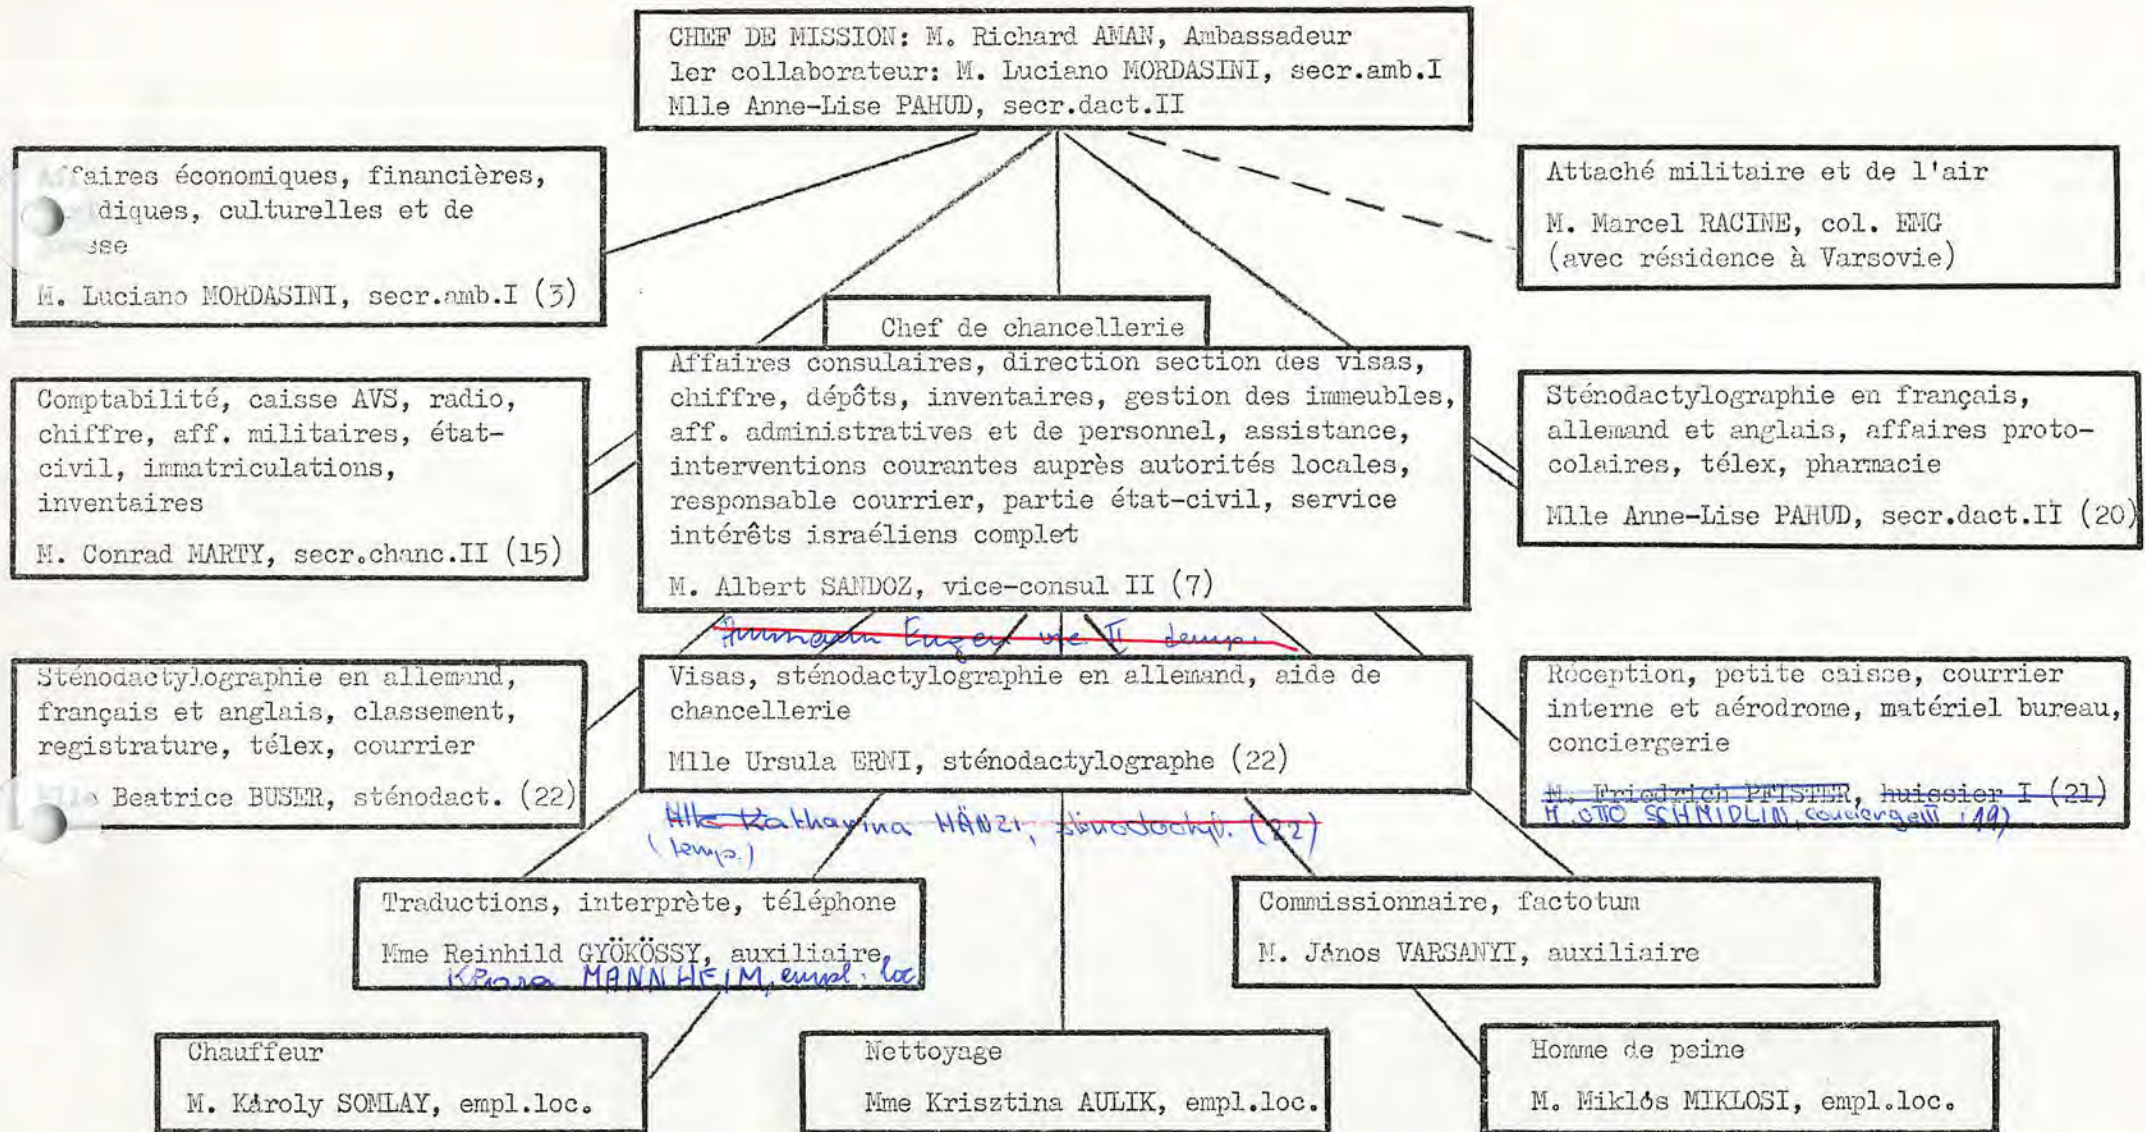 CHEF DE MISSION: M. Richard AMAN, Ambassadeur
1er collaborateur: M. Luciano MORDASINI, secr.amb.I
Mlle Anne-Lise PAHUD, secr.dact.II
Affaires économiques, financières,
diques, culturelles et de
sse
M. Luciano MORDASINI, secr.amb.I (3)
Attaché militaire et de l'air
M. Marcel RACINE, col. EMG
(avec résidence à Varsovie)
Chef de chancellerie
Affaires consulaires, direction section des visas,
chiffre, dépôts, inventaires, gestion des immeubles,
aff. administratives et de personnel, assistance,
interventions courantes auprès autorités locales,
responsable courrier, partie état-civil, service
intérêts israéliens complet
M. Albert SANDOZ, vice-consul II (7)
Comptabilité, caisse AVS, radio,
chiffre, aff. militaires, état-
civil, immatriculations,
inventaires
M. Conrad MARTY, secr.chanc.II (15)
Sténodactylographie en français,
allemand et anglais, affaires proto-
colaires, télex, pharmacie
Mlle Anne-Lise PAHUD, secr.dact.II (20)
Eugen II temp.
Sténodactylographie en allemand,
français et anglais, classement,
registrature, télex, courrier
Beatrice BUSER, sténodact. (22)
Visas, sténodactylographie en allemand, aide de
chancellerie
Mlle Ursula ERNI, sténodactylographe (22)
Mlle Katharina HÄNZI, sténodactyl. (22)
(temp.)
Réception, petite caisse, courrier
interne et aérodrome, matériel bureau,
conciergerie
M. Friedrich PFISTER, huissier I (21)
M. OTTO SCHMIDLIN, concierge II (19)
Traductions, interprète, téléphone
Mme Reinhild GYÖKÖSSY, auxiliaire
MANNHEIM, empl. loc
Commissionnaire, factotum
M. János VARSANYI, auxiliaire
Chauffeur
M. Károly SOMLAY, empl.loc.
Nettoyage
Mme Krisztina AULIK, empl.loc.
Homme de peine
M. Miklós MIKLOSI, empl.loc.